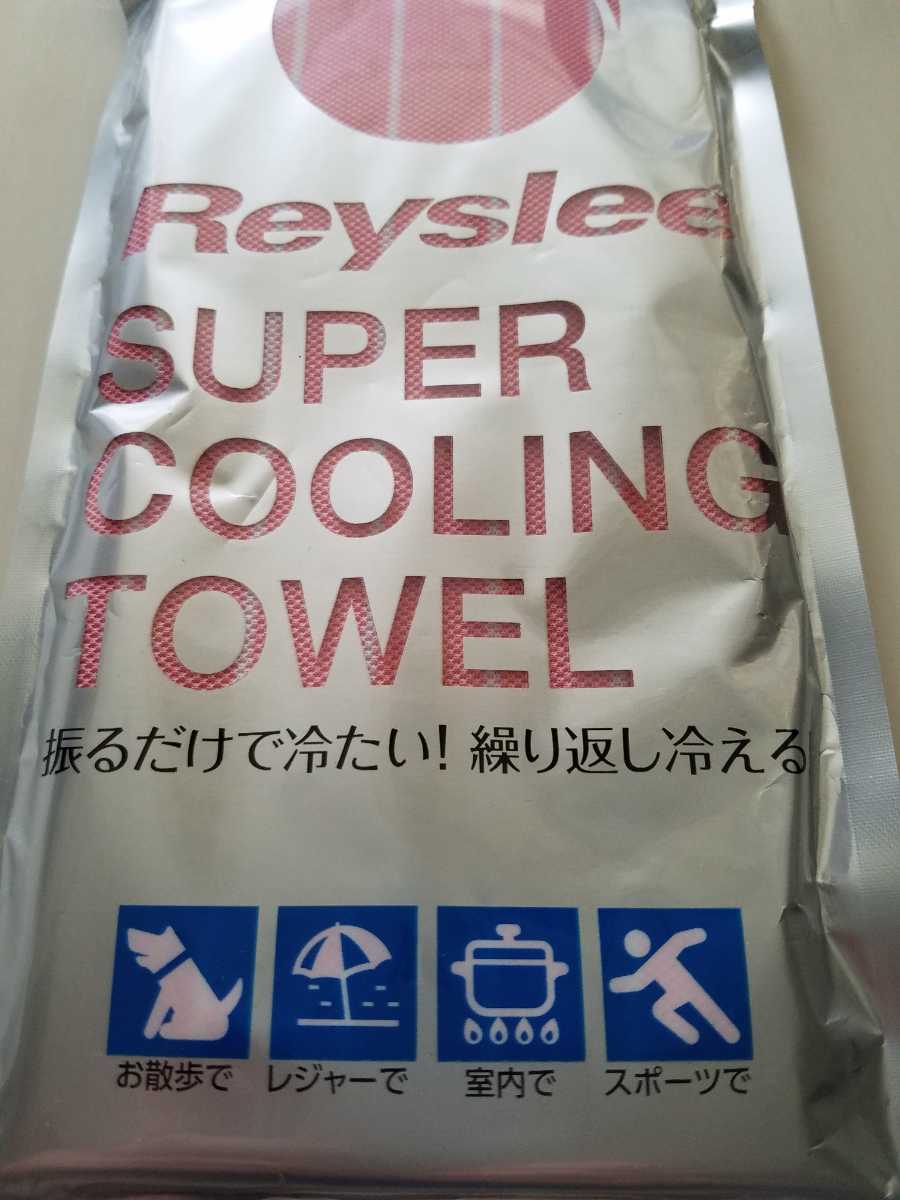 Reyslee
SUPER
COOLING
TOWEL
振るだけで冷たい！繰り返し冷える
お散歩で
レジャーで
室内で
スポーツで